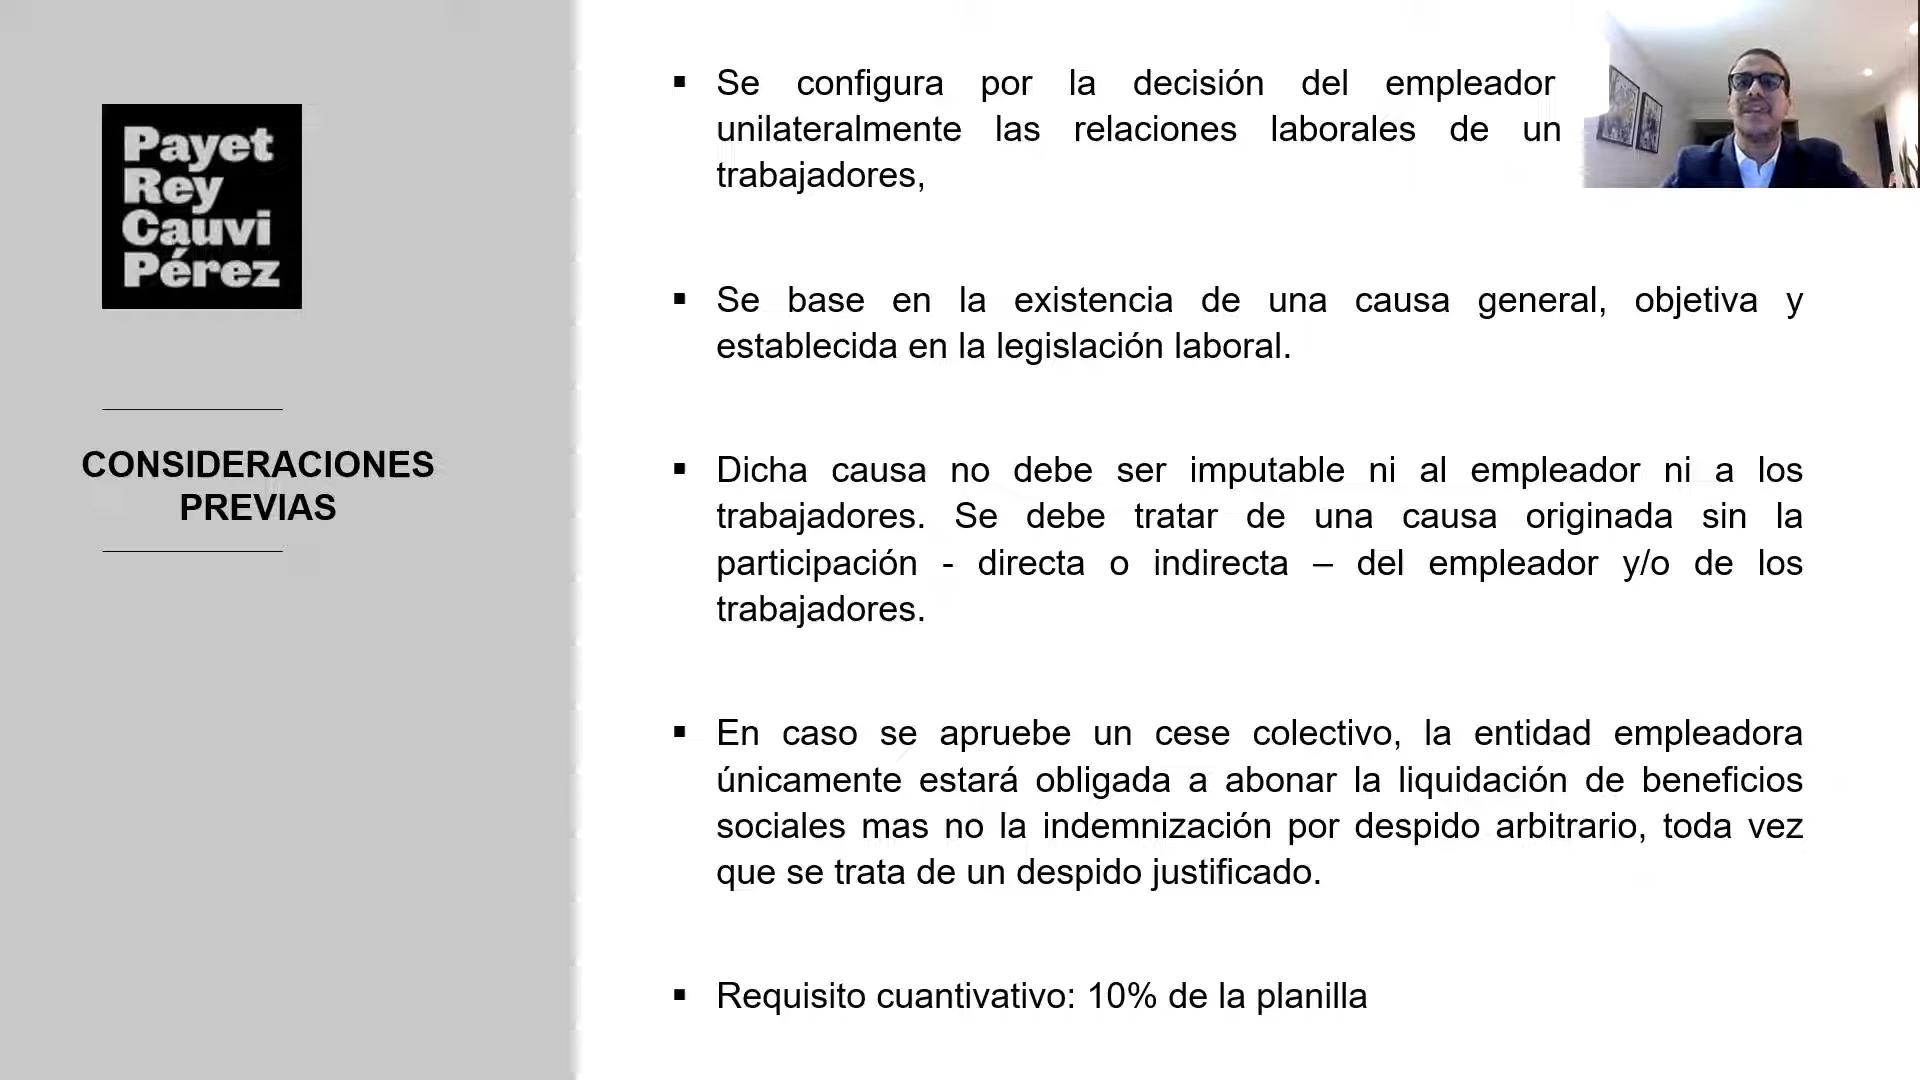 Payet
Rey
Cauvi
Pérez
CONSIDERACIONES
PREVIAS
▪ Se configura por la decisión del empleador
unilateralmente las relaciones laborales de un
trabajadores,
▪ Se base en la existencia de una causa general, objetiva y
establecida en la legislación laboral.
▪ Dicha causa no debe ser imputable ni al empleador ni a los
trabajadores. Se debe tratar de una causa originada sin la
participación - directa o indirecta – del empleador y/o de los
trabajadores.
▪ En caso se apruebe un cese colectivo, la entidad empleadora
únicamente estará obligada a abonar la liquidación de beneficios
sociales mas no la indemnización por despido arbitrario, toda vez
que se trata de un despido justificado.
▪ Requisito cuantivativo: 10% de la planilla